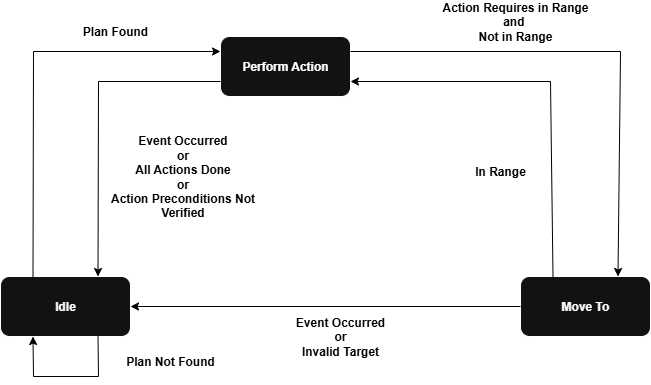 Action Requires in Range
and
Not in Range
Plan Found
Perform Action
Event Occurred
or
All Actions Done
or
Action Preconditions Not
Verified
In Range
Idle
Move To
Event Occurred
or
Invalid Target
Plan Not Found